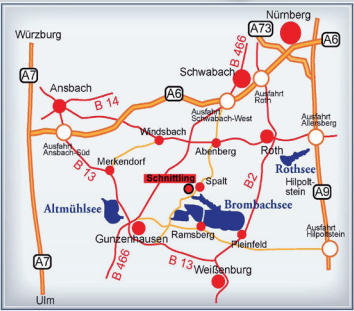 Nürnberg
Würzburg
A73
A6
B 466
A7
Schwabach
Ansbach
A6
Ausfahrt
Roth
B 14
Ausfahrt
Schwabach-West
Ausfahrt
Allersberg
Windsbach
Ausfahrt
Ansbach-Süd
Abenberg
Roth
Merkendorf
Rothsee
B 13
Schnittling
Spalt
B2
Hilpolt-
stein
A9
Altmühlsee
Brombachsee
Gunzenhausen
Ramsberg
Pleinfeld
Ausfahrt
Hilpoltstein
A7
B 466
B 13
Weißenburg
Ulm